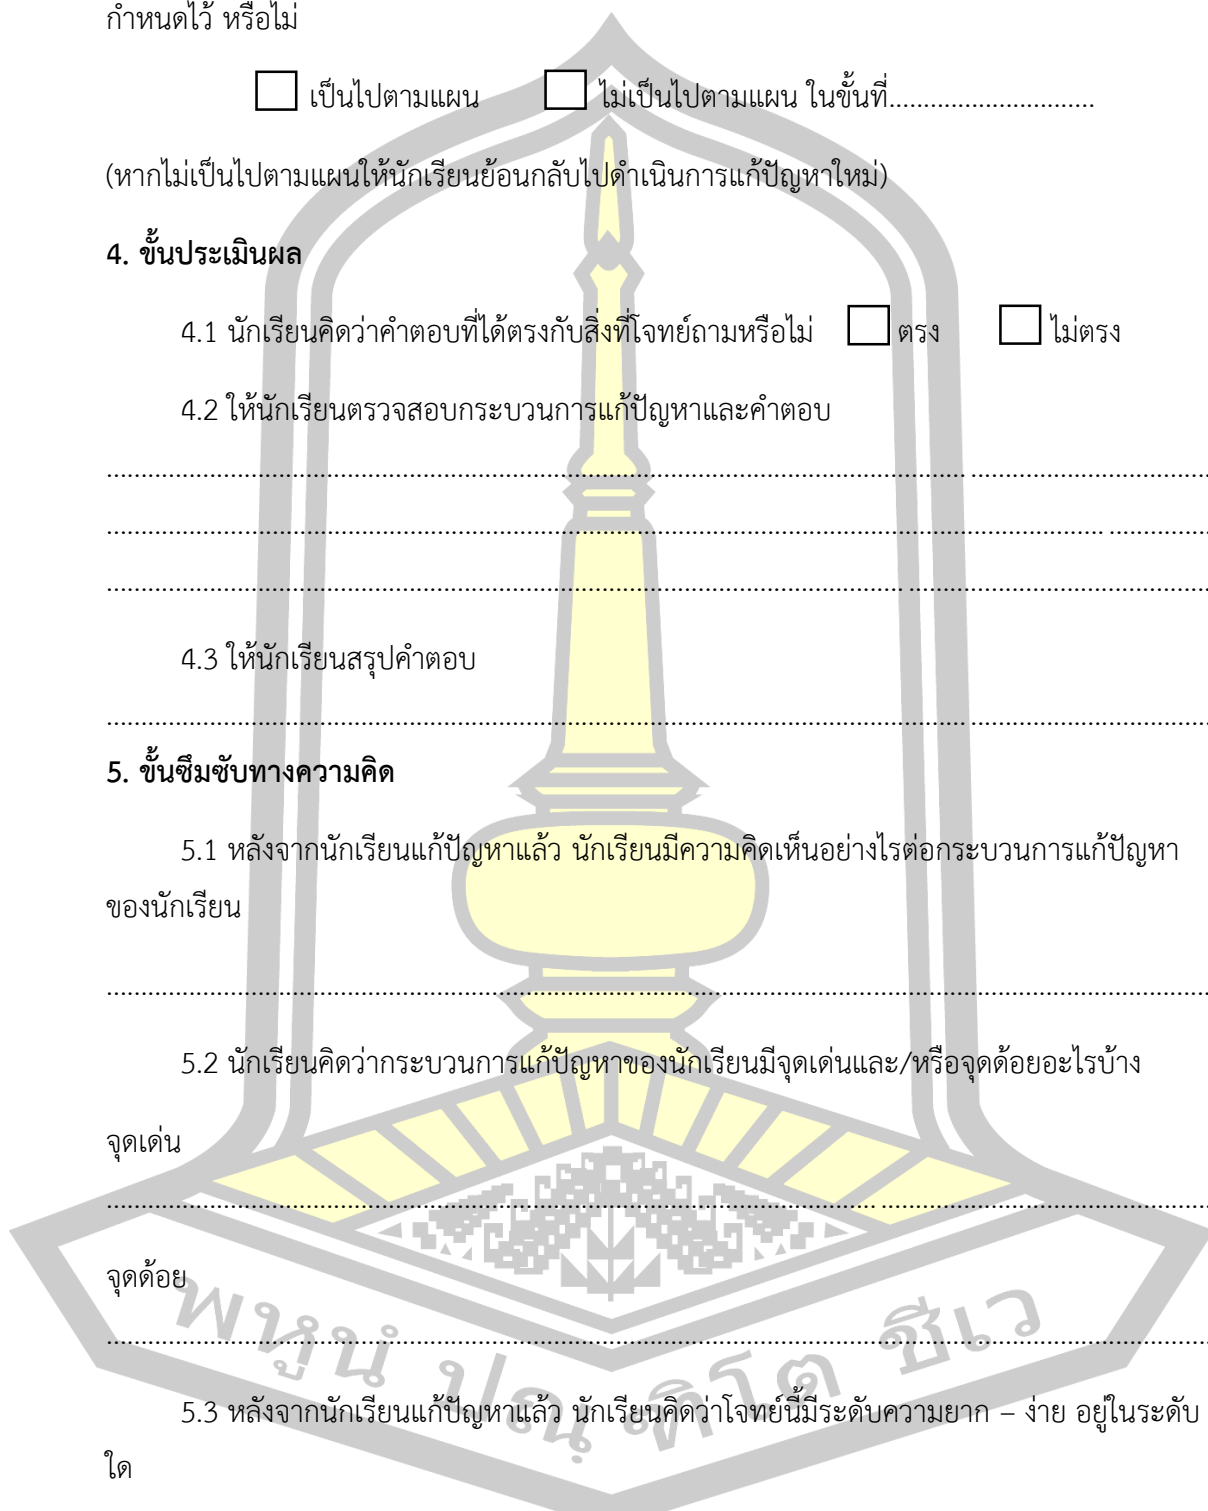 กำหนดไว้ หรือไม่
เป็นไปตามแผน ไม่เป็นไปตามแผน ในขั้นที่..............................
(หากไม่เป็นไปตามแผนให้นักเรียนย้อนกลับไปดำเนินการแก้ปัญหาใหม่)
4. ขั้นประเมินผล
4.1 นักเรียนคิดว่าคำตอบที่ได้ตรงกับสิ่งที่โจทย์ถามหรือไม่ ตรง ไม่ตรง
4.2 ให้นักเรียนตรวจสอบกระบวนการแก้ปัญหาและคำตอบ
................................................................................
................................................................................
................................................................................
4.3 ให้นักเรียนสรุปคำตอบ
................................................................................
5. ขั้นซึมซับทางความคิด
5.1 หลังจากนักเรียนแก้ปัญหาแล้ว นักเรียนมีความคิดเห็นอย่างไรต่อกระบวนการแก้ปัญหา
ของนักเรียน
................................................................................
5.2 นักเรียนคิดว่ากระบวนการแก้ปัญหาของนักเรียนมีจุดเด่นและ/หรือจุดด้อยอะไรบ้าง
จุดเด่น
................................................................................
จุดด้อย
................................................................................
พหูนํ ปณฺฑิโต ชีเว
5.3 หลังจากนักเรียนแก้ปัญหาแล้ว นักเรียนคิดว่าโจทย์นี้มีระดับความยาก – ง่าย อยู่ในระดับ
ใด